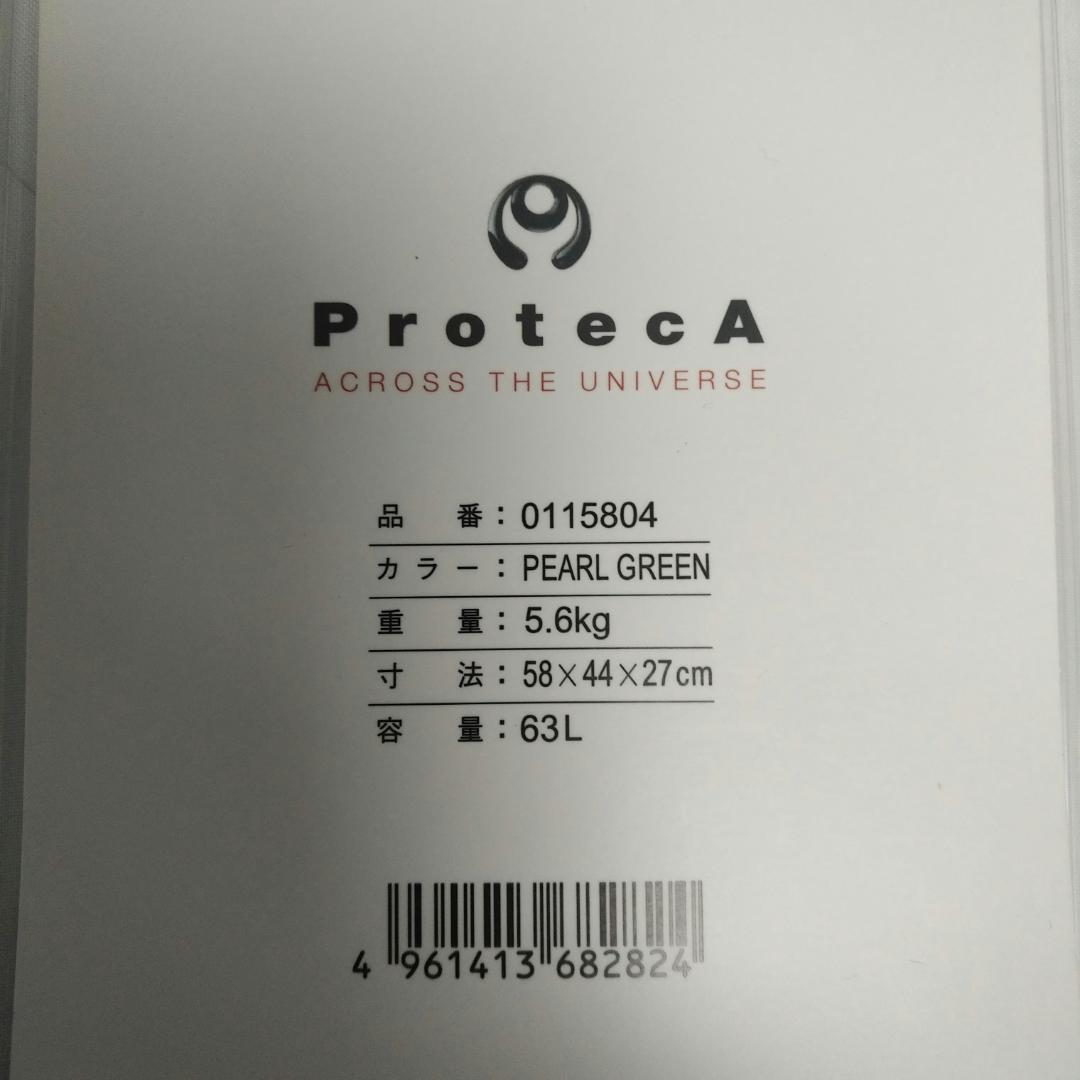 ProtecA
ACROSS THE UNIVERSE
品番：0115804
カラー：PEARL GREEN
重量：5.6kg
寸法：58×44×27cm
容量：63L
4 961413 682824